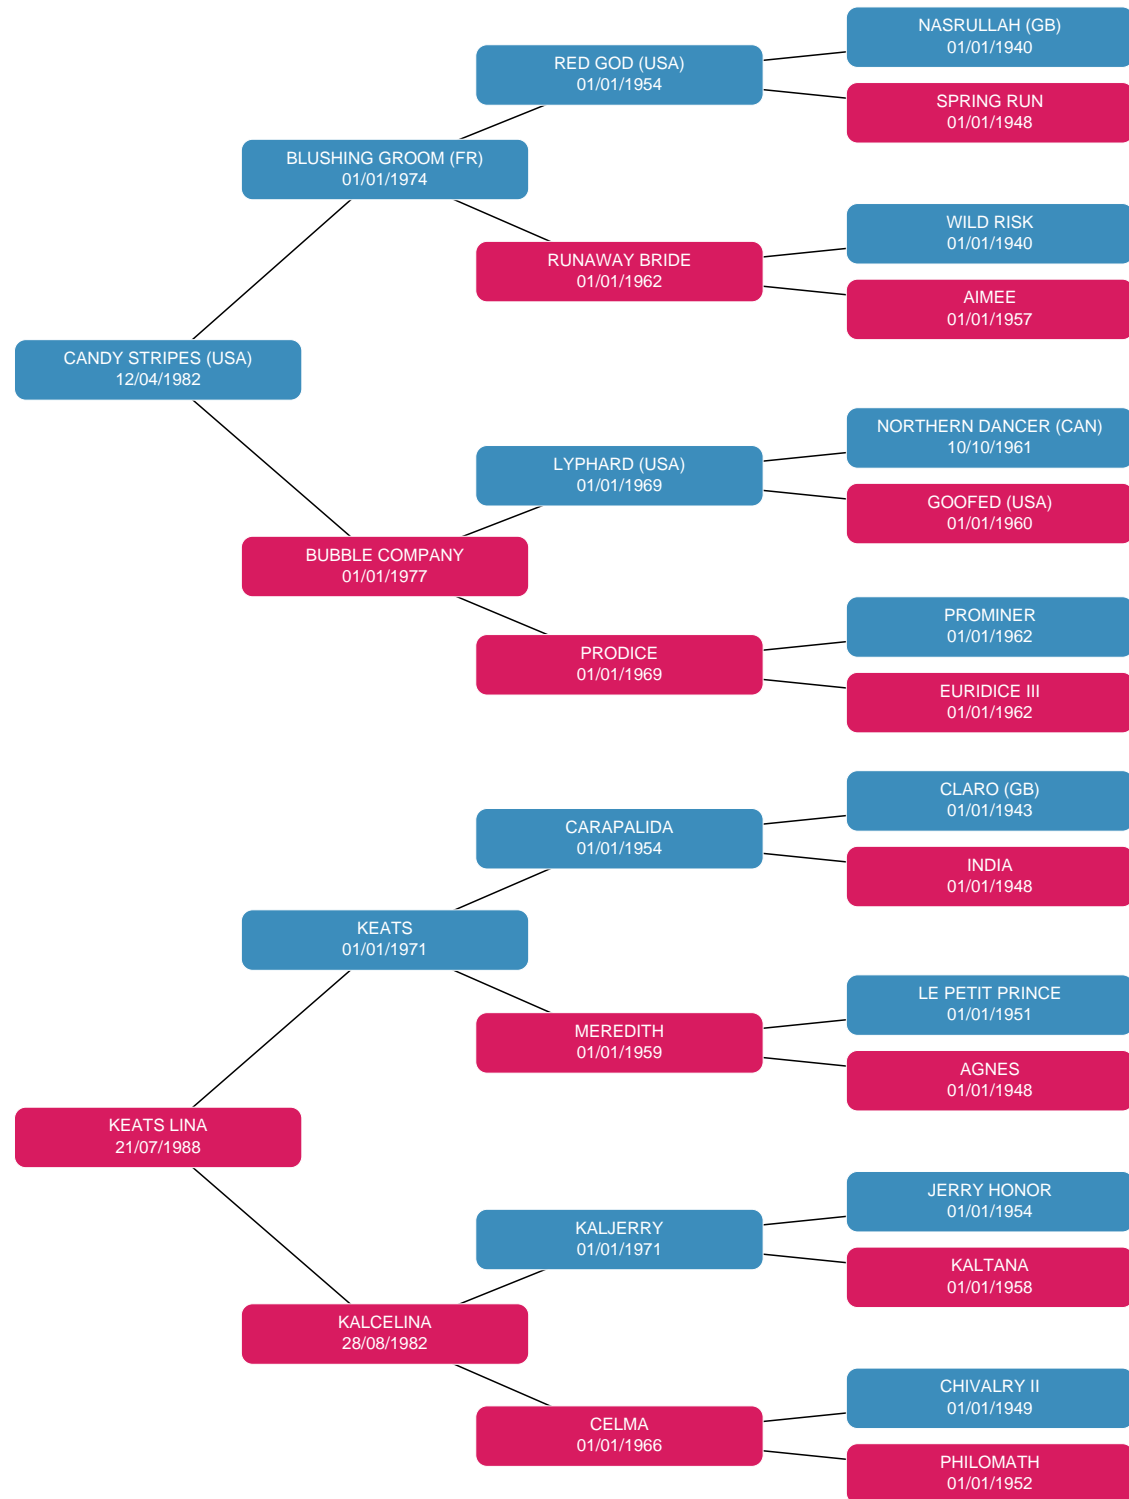 NASRULLAH (GB)
01/01/1940
RED GOD (USA)
01/01/1954
SPRING RUN
01/01/1948
BLUSHING GROOM (FR)
01/01/1974
WILD RISK
01/01/1940
RUNAWAY BRIDE
01/01/1962
AIMEE
01/01/1957
CANDY STRIPES (USA)
12/04/1982
NORTHERN DANCER (CAN)
10/10/1961
LYPHARD (USA)
01/01/1969
GOOFED (USA)
01/01/1960
BUBBLE COMPANY
01/01/1977
PROMINER
01/01/1962
PRODICE
01/01/1969
EURIDICE III
01/01/1962
CLARO (GB)
01/01/1943
CARAPALIDA
01/01/1954
INDIA
01/01/1948
KEATS
01/01/1971
LE PETIT PRINCE
01/01/1951
MEREDITH
01/01/1959
AGNES
01/01/1948
KEATS LINA
21/07/1988
JERRY HONOR
01/01/1954
KALJERRY
01/01/1971
KALTANA
01/01/1958
KALCELINA
28/08/1982
CHIVALRY II
01/01/1949
CELMA
01/01/1966
PHILOMATH
01/01/1952